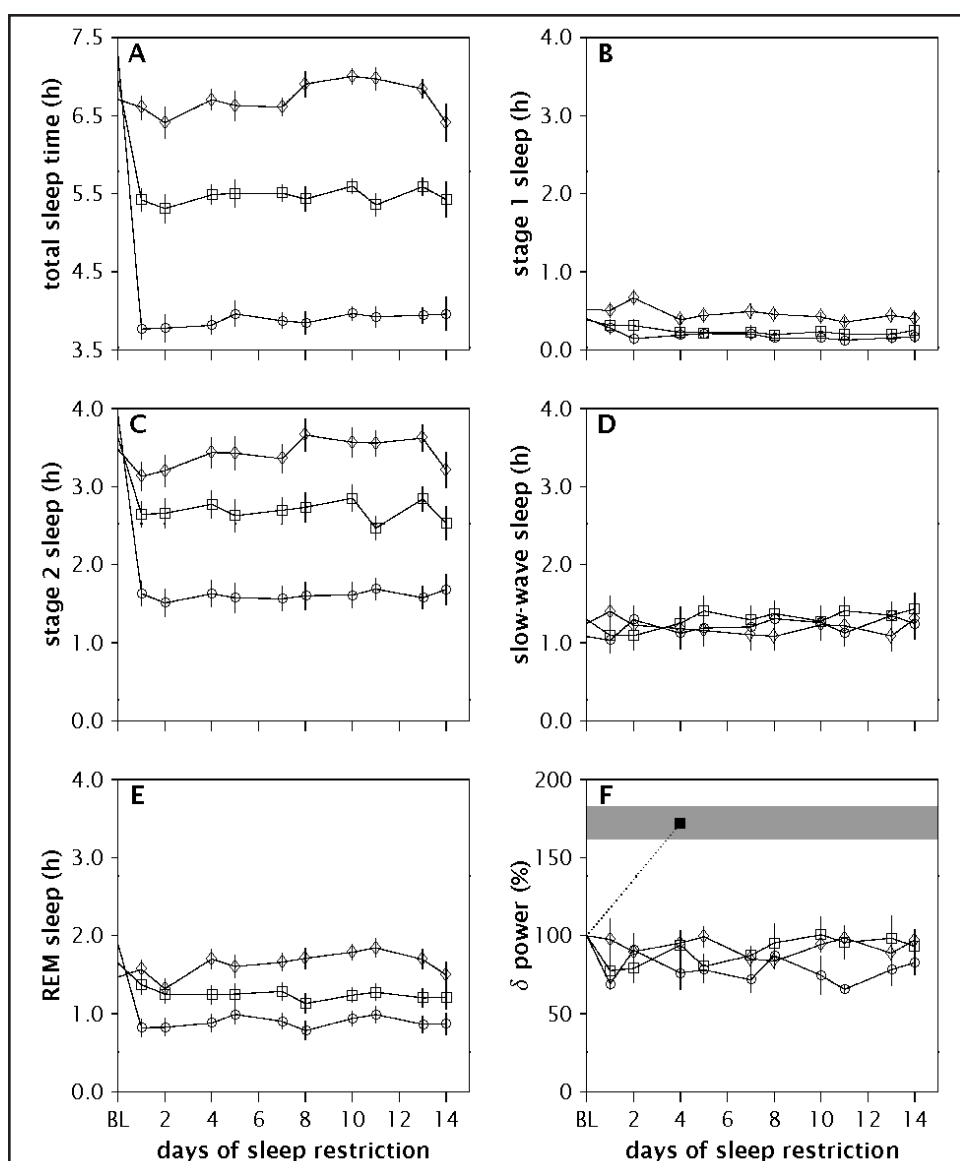 A
7.5
6.5
5.5
4.5
3.5
total sleep time (h)
B
4.0
3.0
2.0
1.0
0.0
stage 1 sleep (h)
C
4.0
3.0
2.0
1.0
0.0
stage 2 sleep (h)
D
4.0
3.0
2.0
1.0
0.0
slow-wave sleep (h)
E
4.0
3.0
2.0
1.0
0.0
REM sleep (h)
BL 2 4 6 8 10 12 14
days of sleep restriction
F
200
150
100
50
0
δ power (%)
BL 2 4 6 8 10 12 14
days of sleep restriction